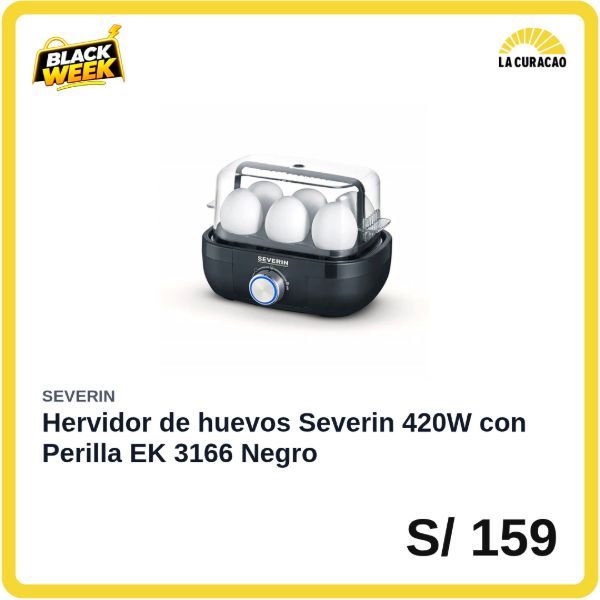 BLACK
WEEK
LA CURACAO
SEVERIN
SEVERIN
Hervidor de huevos Severin 420W con
Perilla EK 3166 Negro
S/ 159